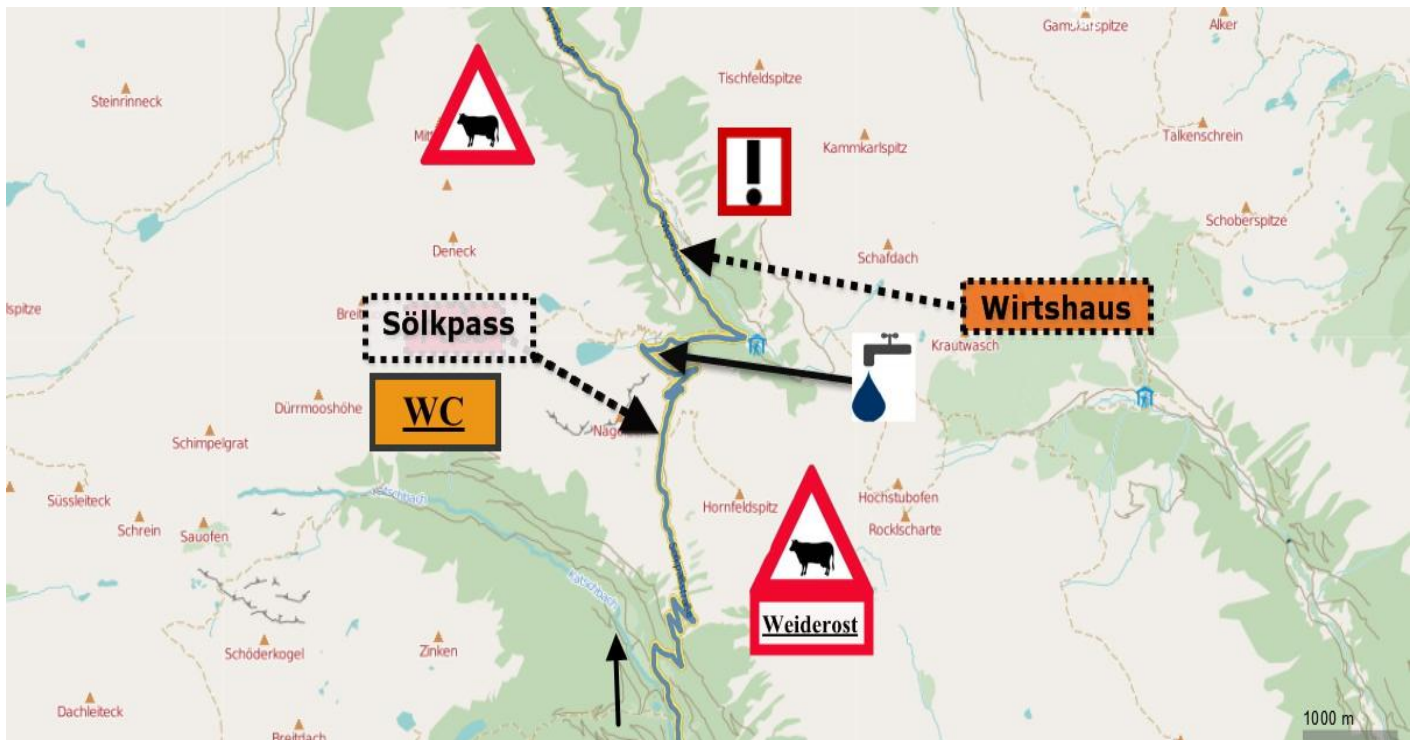 Gamskarspitze
Alker
Tischfeldspitze
Steinrinneck
Talkenschrein
Kammkarlspitz
Schoberspitze
Deneck
Schafdach
Wirtshaus
Sölkpass
Krautwasch
WC
Dürrmooshöhe
Schimpelgrat
Süssleiteck
Hochstubofen
Hornfeldspitz
Schrein
Rocklscharte
Sauofen
Katschbach
Weiderost
Schöderkogel
Zinken
Dachleiteck
1000 m
Breitdach